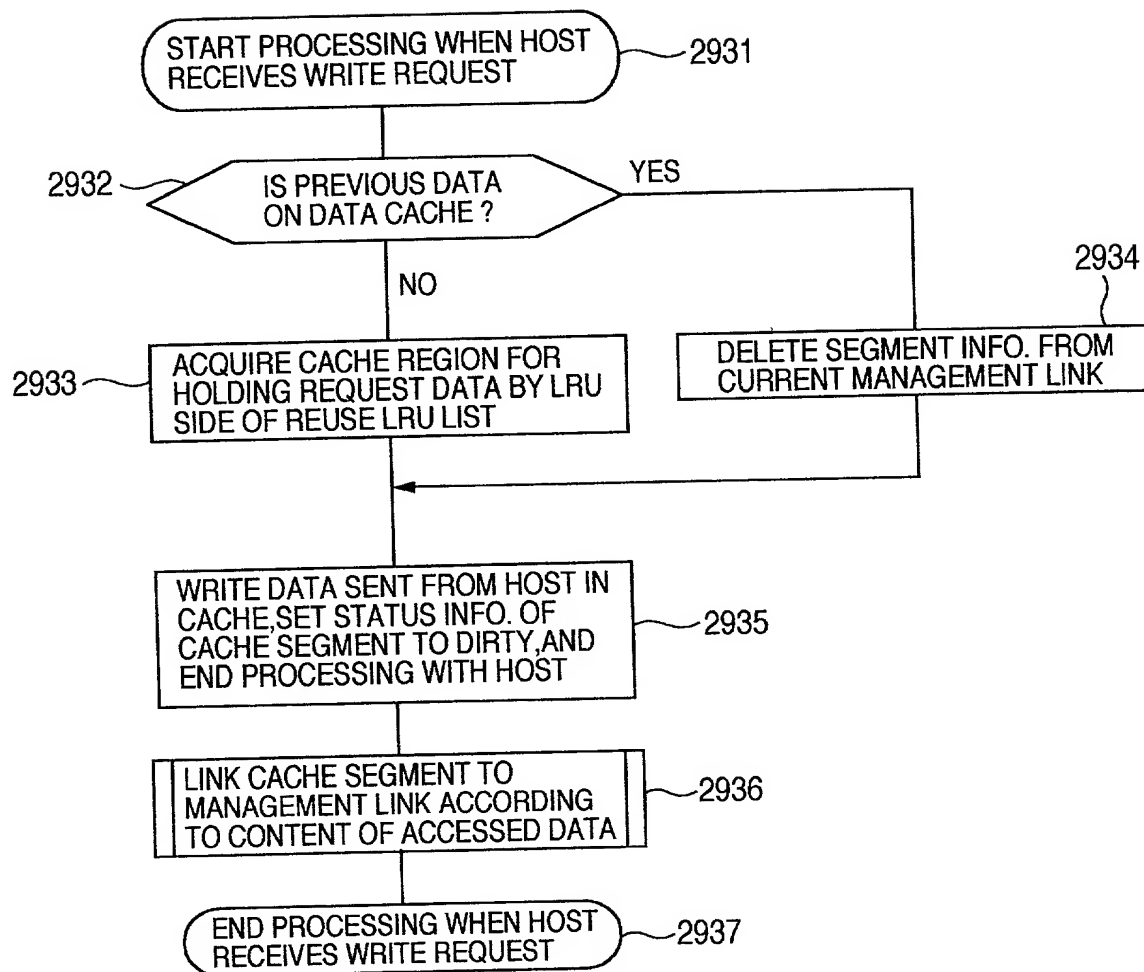 START PROCESSING WHEN HOST
RECEIVES WRITE REQUEST
2931
2932
IS PREVIOUS DATA
ON DATA CACHE ?
YES
NO
2934
2933
ACQUIRE CACHE REGION FOR
HOLDING REQUEST DATA BY LRU
SIDE OF REUSE LRU LIST
DELETE SEGMENT INFO. FROM
CURRENT MANAGEMENT LINK
WRITE DATA SENT FROM HOST IN
CACHE,SET STATUS INFO. OF
CACHE SEGMENT TO DIRTY,AND
END PROCESSING WITH HOST
2935
LINK CACHE SEGMENT TO
MANAGEMENT LINK ACCORDING
TO CONTENT OF ACCESSED DATA
2936
END PROCESSING WHEN HOST
RECEIVES WRITE REQUEST
2937